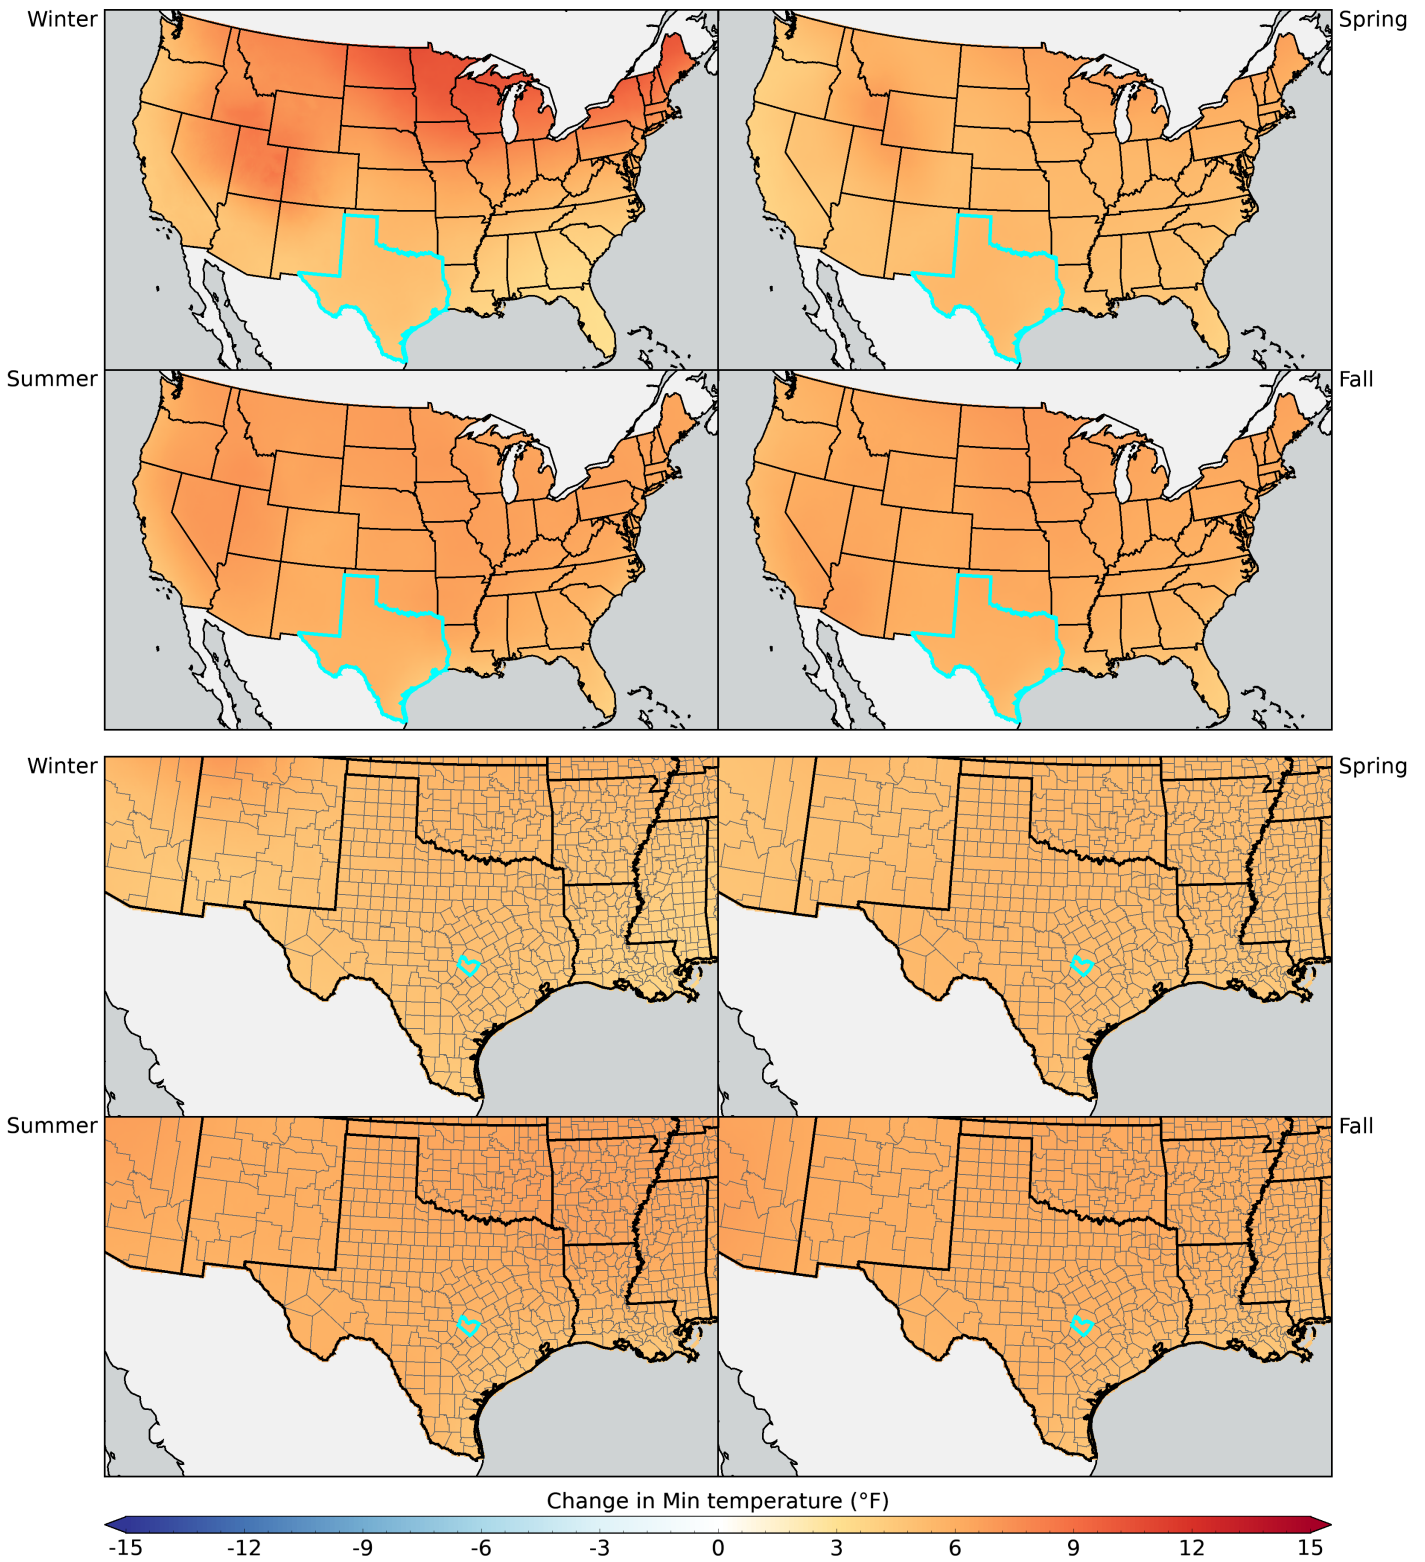 Winter
Spring
Summer
Fall
Winter
Spring
Summer
Fall
Change in Min temperature (°F)
-15 -12 -9 -6 -3 0 3 6 9 12 15